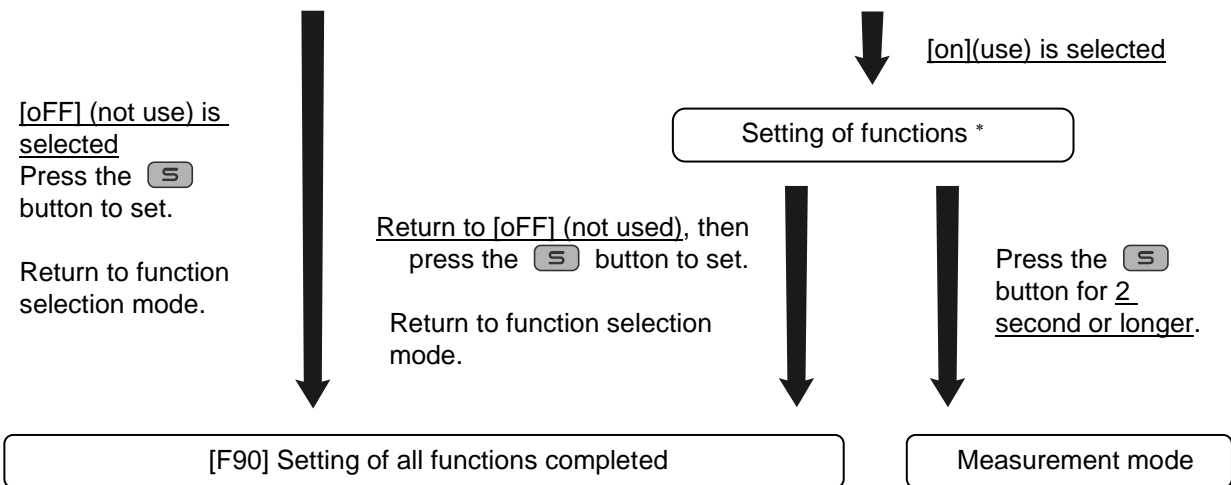 [on](use) is selected
[oFF] (not use) is
selected
Press the S
button to set.
Return to function
selection mode.
Setting of functions *
Return to [oFF] (not used), then
press the S button to set.
Return to function selection
mode.
Press the S
button for 2
second or longer.
[F90] Setting of all functions completed
Measurement mode